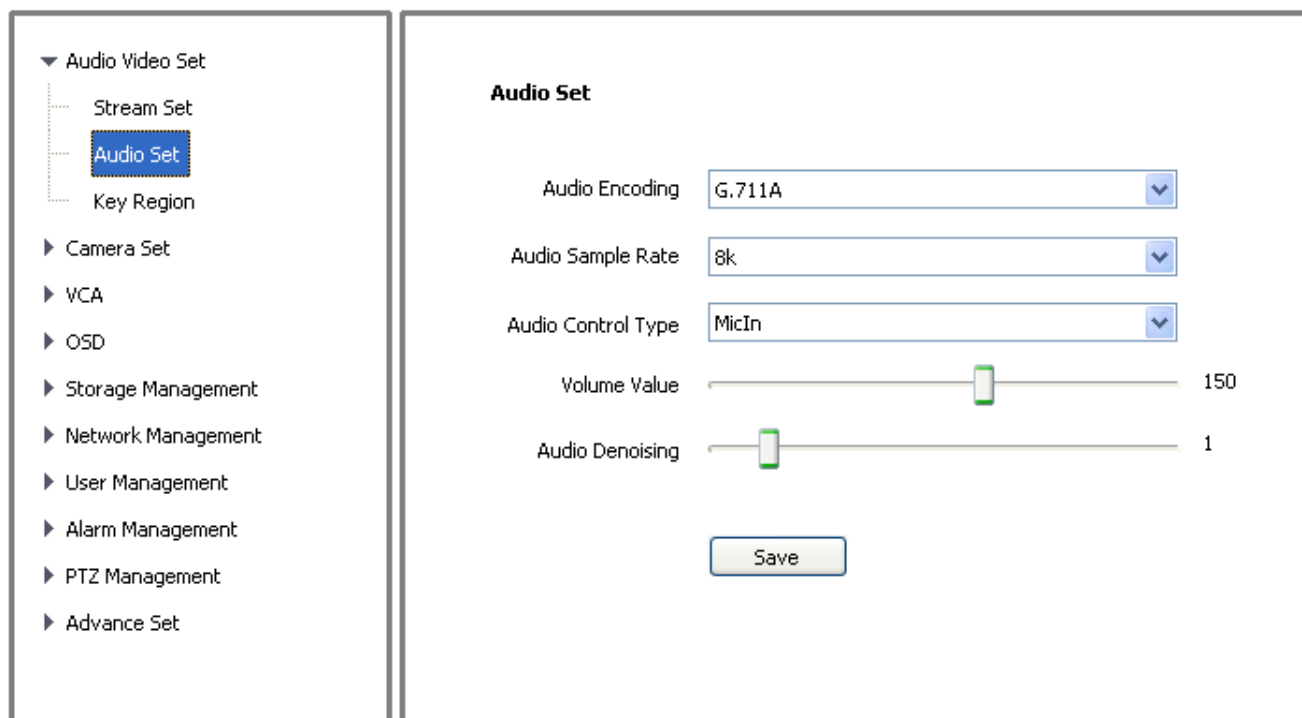 Audio Video Set
Stream Set
Audio Set
Key Region
Camera Set
VCA
OSD
Storage Management
Network Management
User Management
Alarm Management
PTZ Management
Advance Set
Audio Set
Audio Encoding G.711A
Audio Sample Rate 8k
Audio Control Type MicIn
Volume Value 150
Audio Denoising 1
Save